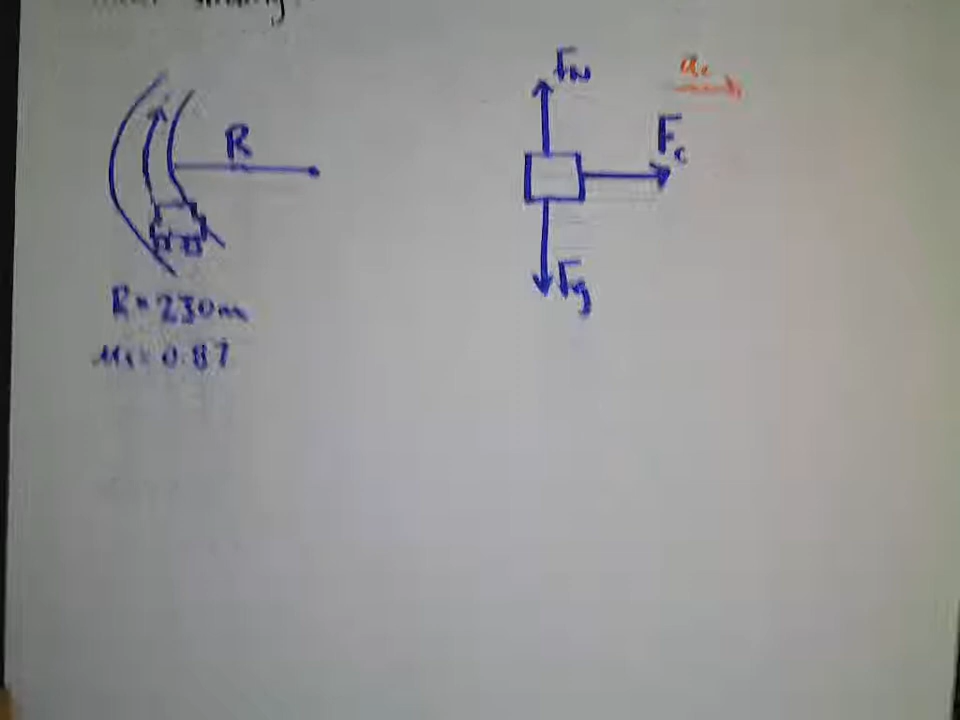 R
R = 230m
μs = 0.87
FN
ac
Fc
Fg